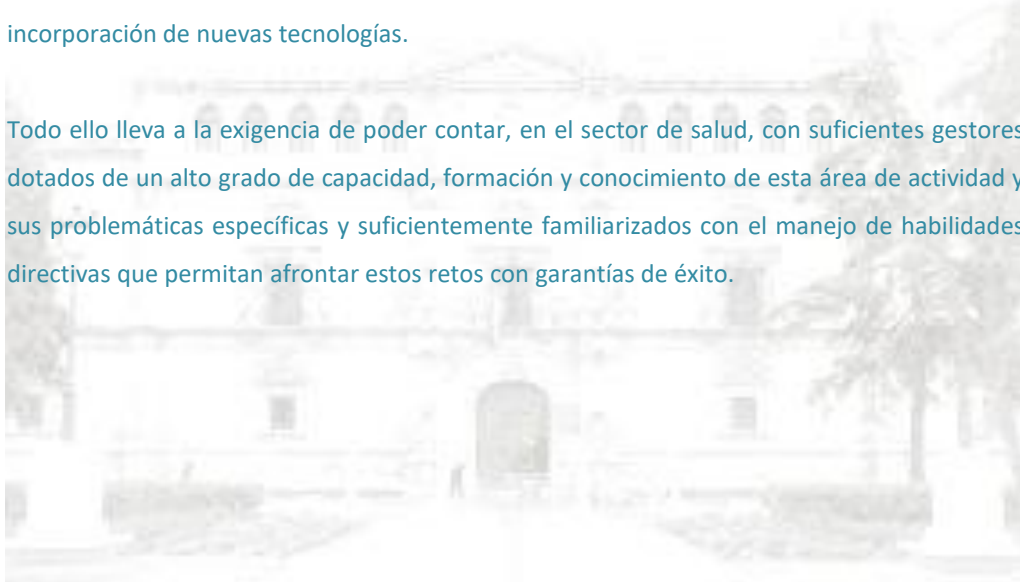 incorporación de nuevas tecnologías.
Todo ello lleva a la exigencia de poder contar, en el sector de salud, con suficientes gestores
dotados de un alto grado de capacidad, formación y conocimiento de esta área de actividad y
sus problemáticas específicas y suficientemente familiarizados con el manejo de habilidades
directivas que permitan afrontar estos retos con garantías de éxito.